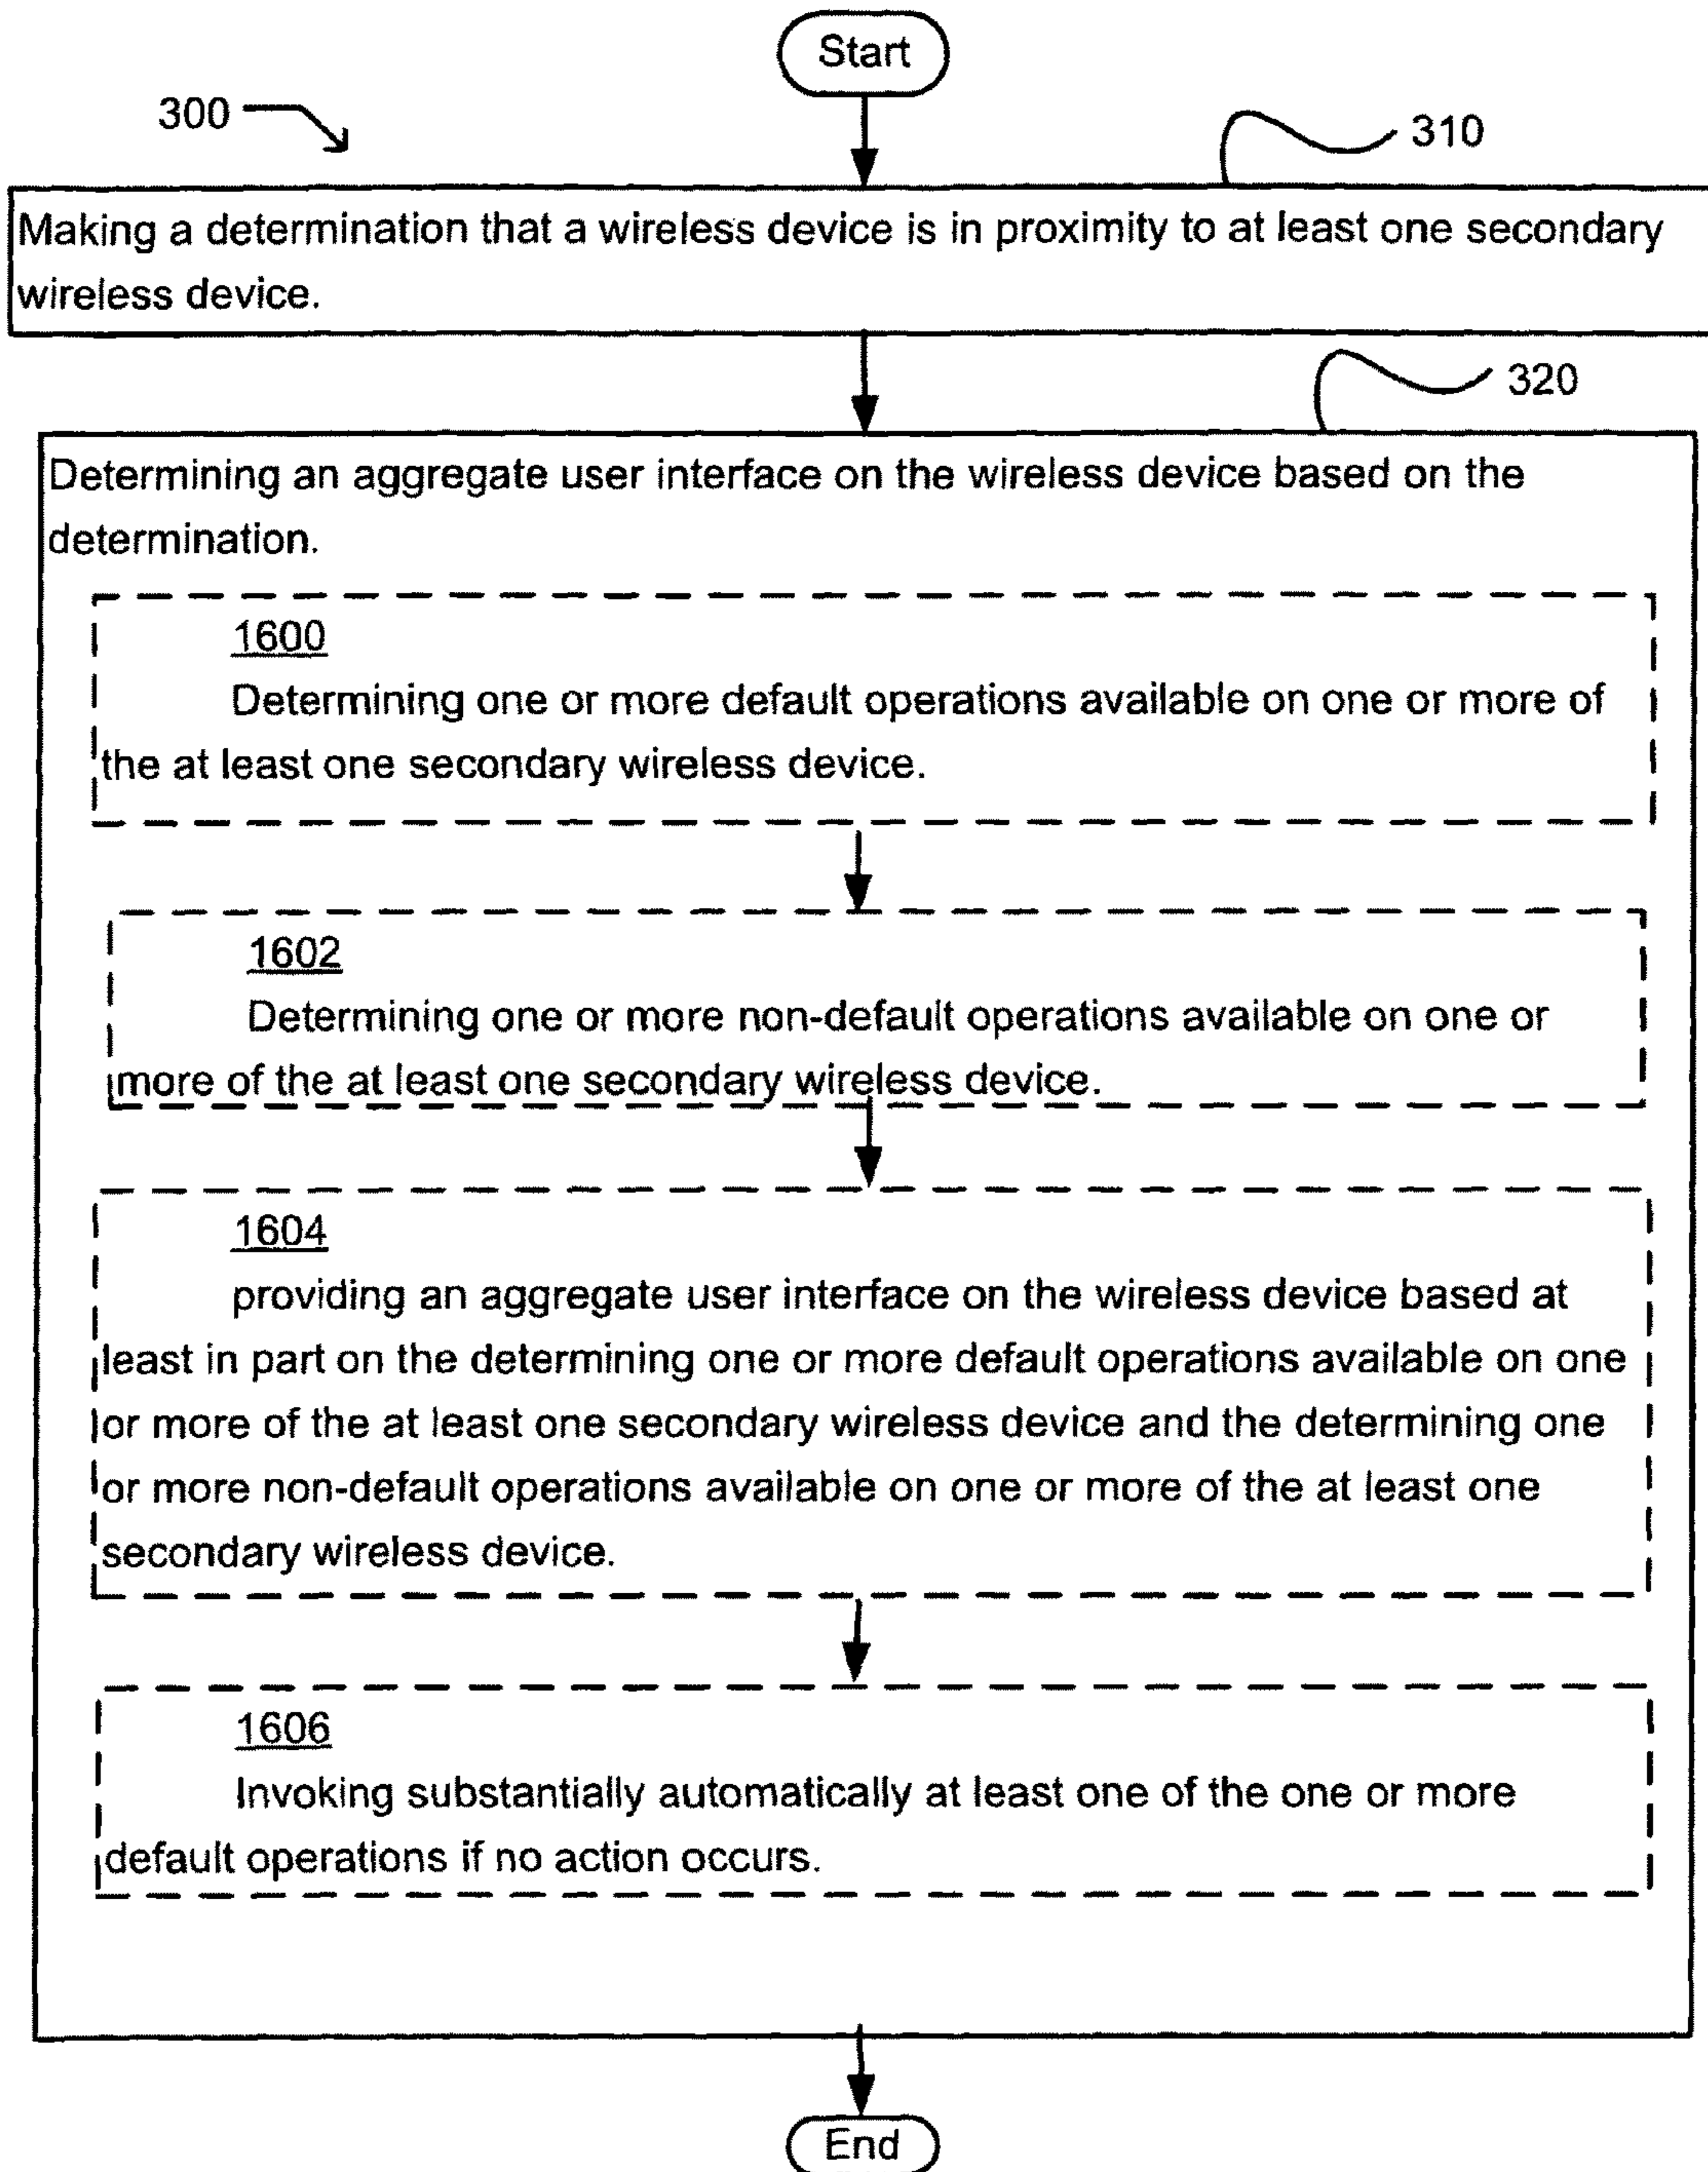 Start
300
310
Making a determination that a wireless device is in proximity to at least one secondary
wireless device.
320
Determining an aggregate user interface on the wireless device based on the
determination.
1600
Determining one or more default operations available on one or more of
the at least one secondary wireless device.
1602
Determining one or more non-default operations available on one or
more of the at least one secondary wireless device.
1604
providing an aggregate user interface on the wireless device based at
least in part on the determining one or more default operations available on one
or more of the at least one secondary wireless device and the determining one
or more non-default operations available on one or more of the at least one
secondary wireless device.
1606
Invoking substantially automatically at least one of the one or more
default operations if no action occurs.
End